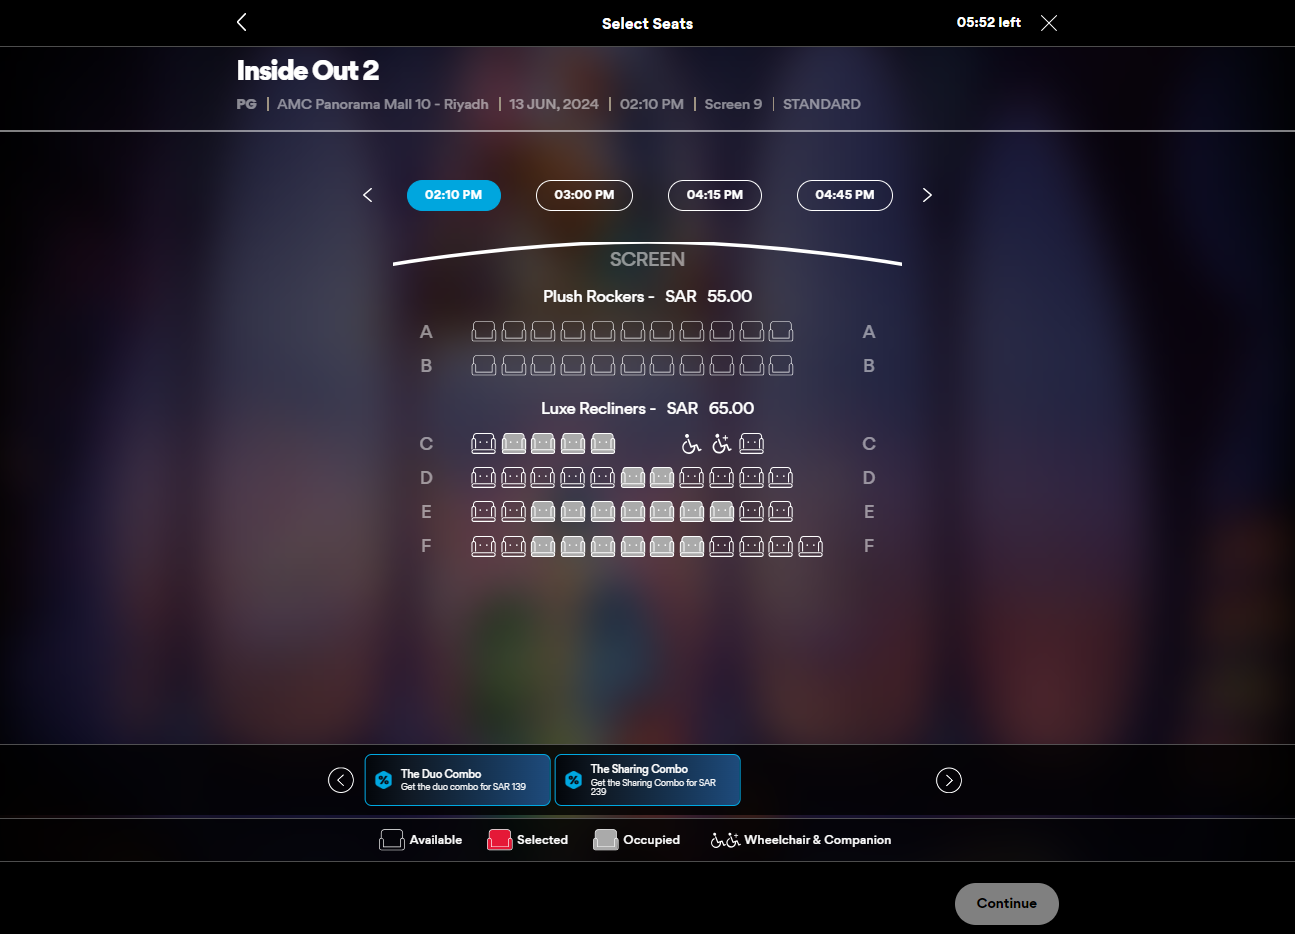 Select Seats
05:52 left
Inside Out 2
PG | AMC Panorama Mall 10 - Riyadh | 13 JUN, 2024 | 02:10 PM | Screen 9 | STANDARD
02:10 PM 03:00 PM 04:15 PM 04:45 PM
SCREEN
Plush Rockers - SAR 55.00
A A
B B
Luxe Recliners - SAR 65.00
C C
D D
E E
F F
The Duo Combo
Get the duo combo for SAR 139
The Sharing Combo
Get the Sharing Combo for SAR
239
Available Selected Occupied Wheelchair & Companion
Continue